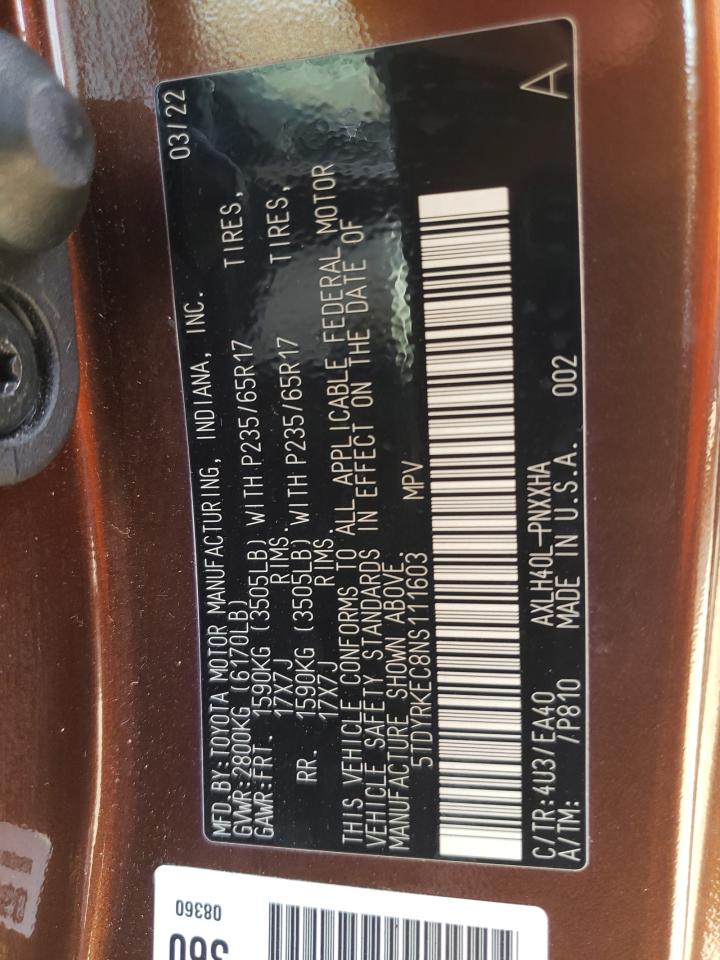 MFD.BY:TOYOTA MOTOR MANUFACTURING, INDIANA, INC. 03/22
GVWR:2800KG (6170LB)
GAWR:FRT. 1590KG (3505LB) WITH P235/65R17 TIRES,
17X7J RIMS.
RR. 1590KG (3505LB) WITH P235/65R17 TIRES,
17X7J RIMS.
THIS VEHICLE CONFORMS TO ALL APPLICABLE FEDERAL MOTOR
VEHICLE SAFETY STANDARDS IN EFFECT ON THE DATE OF
MANUFACTURE SHOWN ABOVE.
5TDYRKEC8NS111603 MPV
C/TR:4U3/EA40 AXLH40L-PNXXHA
A/TM: /P810 MADE IN U.S.A. 002 A
08360
360